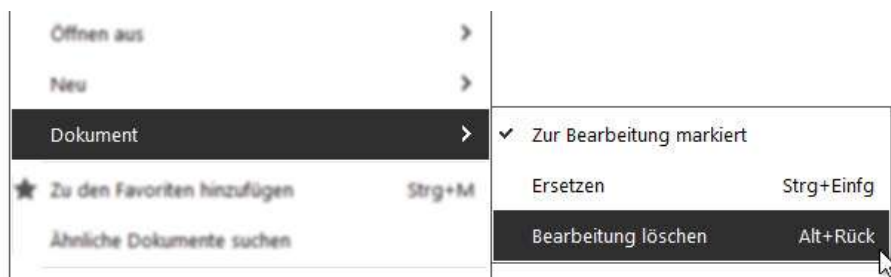 Öffnen aus
Neu
Dokument
Zur Bearbeitung markiert
Zu den Favoriten hinzufügen Strg+M
Ersetzen Strg+Einfg
Ähnliche Dokumente suchen
Bearbeitung löschen Alt+Rück